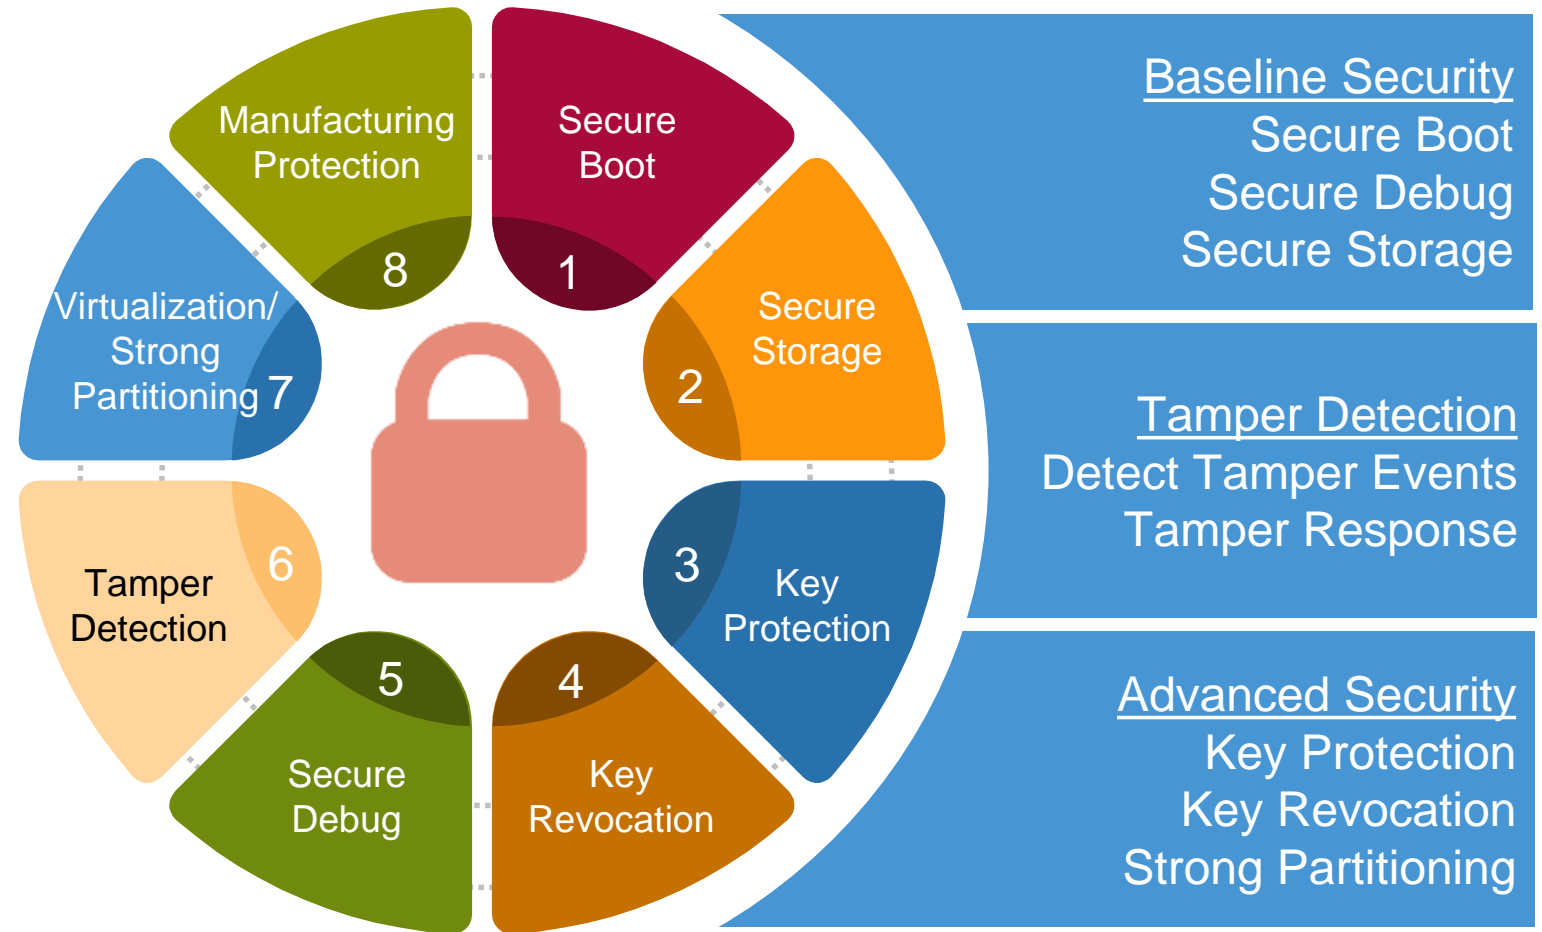 Manufacturing
Protection
8
Secure
Boot
1
Secure
Storage
2
Key
Protection
3
Key
Revocation
4
Secure
Debug
5
Tamper
Detection
6
Virtualization/
Strong
Partitioning
7
Baseline Security
Secure Boot
Secure Debug
Secure Storage
Tamper Detection
Detect Tamper Events
Tamper Response
Advanced Security
Key Protection
Key Revocation
Strong Partitioning